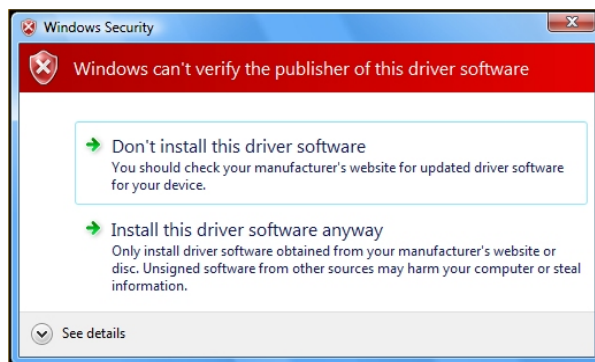 Windows Security
Windows can't verify the publisher of this driver software
Don't install this driver software
You should check your manufacturer's website for updated driver software
for your device.
Install this driver software anyway
Only install driver software obtained from your manufacturer's website or
disc. Unsigned software from other sources may harm your computer or steal
information.
See details